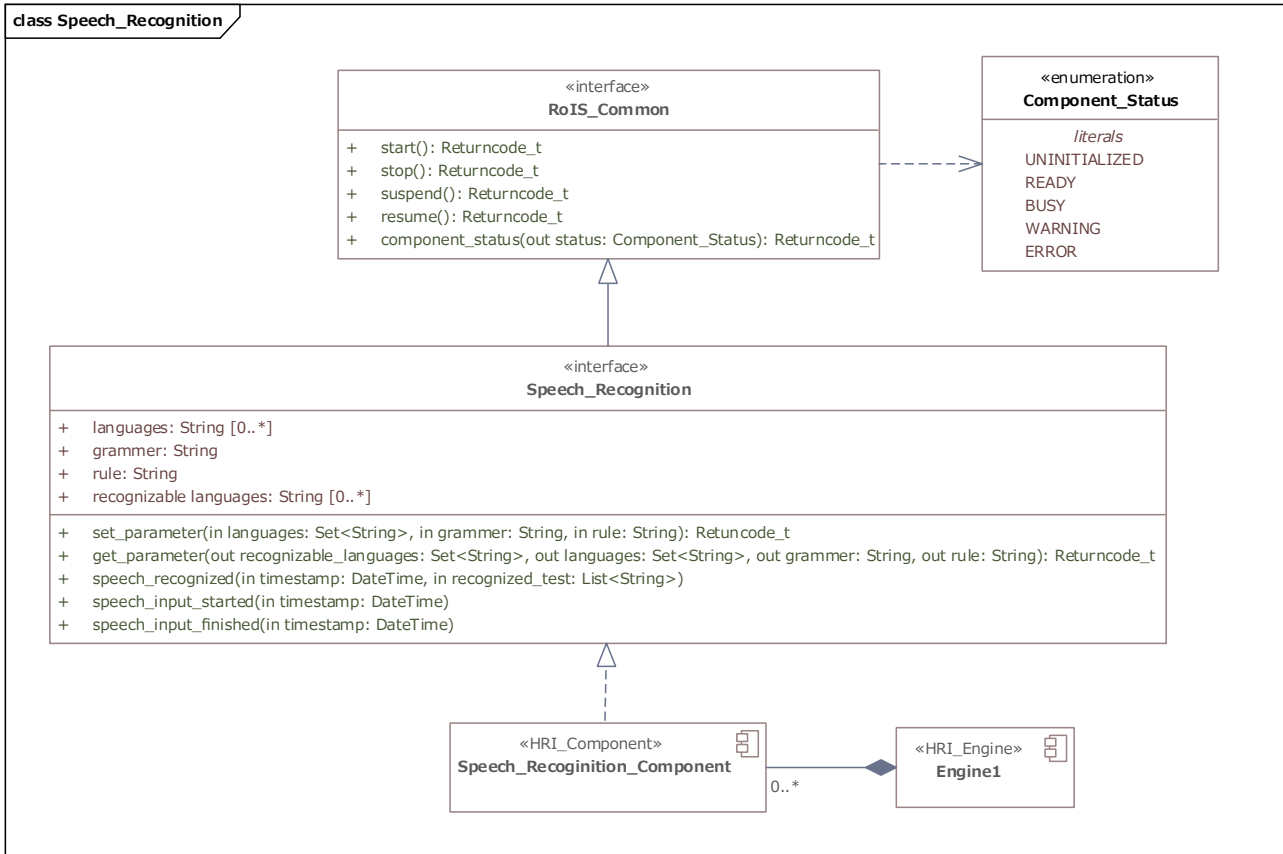 class Speech_Recognition
«interface»
RoIS_Common
+ start(): Returncode_t
+ stop(): Returncode_t
+ suspend(): Returncode_t
+ resume(): Returncode_t
+ component_status(out status: Component_Status): Returncode_t
«enumeration»
Component_Status
literals
UNINITIALIZED
READY
BUSY
WARNING
ERROR
«interface»
Speech_Recognition
+ languages: String [0..*]
+ grammer: String
+ rule: String
+ recognizable languages: String [0..*]
+ set_parameter(in languages: Set<String>, in grammer: String, in rule: String): Retuncode_t
+ get_parameter(out recognizable_languages: Set<String>, out languages: Set<String>, out grammer: String, out rule: String): Returncode_t
+ speech_recognized(in timestamp: DateTime, in recognized_test: List<String>)
+ speech_input_started(in timestamp: DateTime)
+ speech_input_finished(in timestamp: DateTime)
«HRI_Component»
Speech_Recoginition_Component
0..*
«HRI_Engine»
Engine1